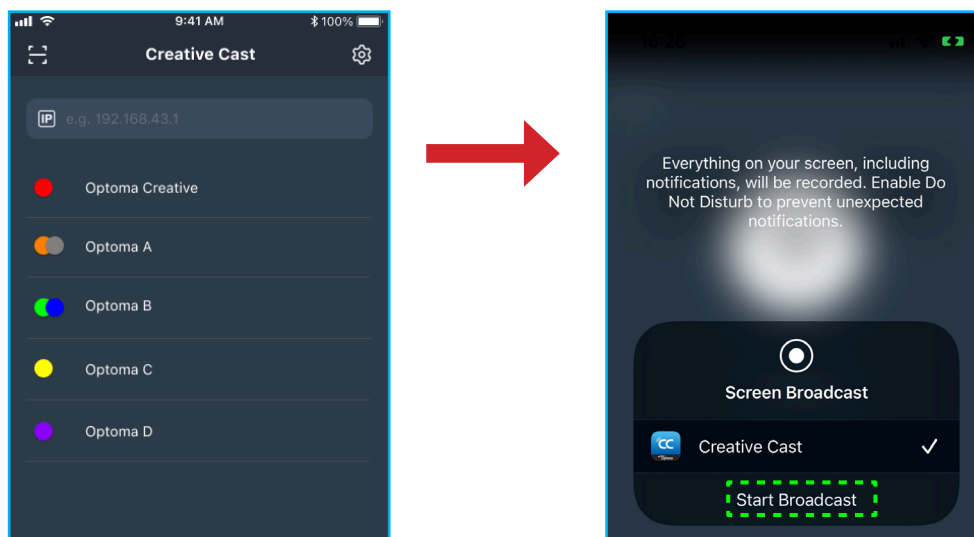 9:41 AM
100%
Creative Cast
IP e.g. 192.168.43.1
Optoma Creative
Optoma A
Optoma B
Optoma C
Optoma D
Everything on your screen, including
notifications, will be recorded. Enable Do
Not Disturb to prevent unexpected
notifications.
Screen Broadcast
CC
Creative Cast
Start Broadcast